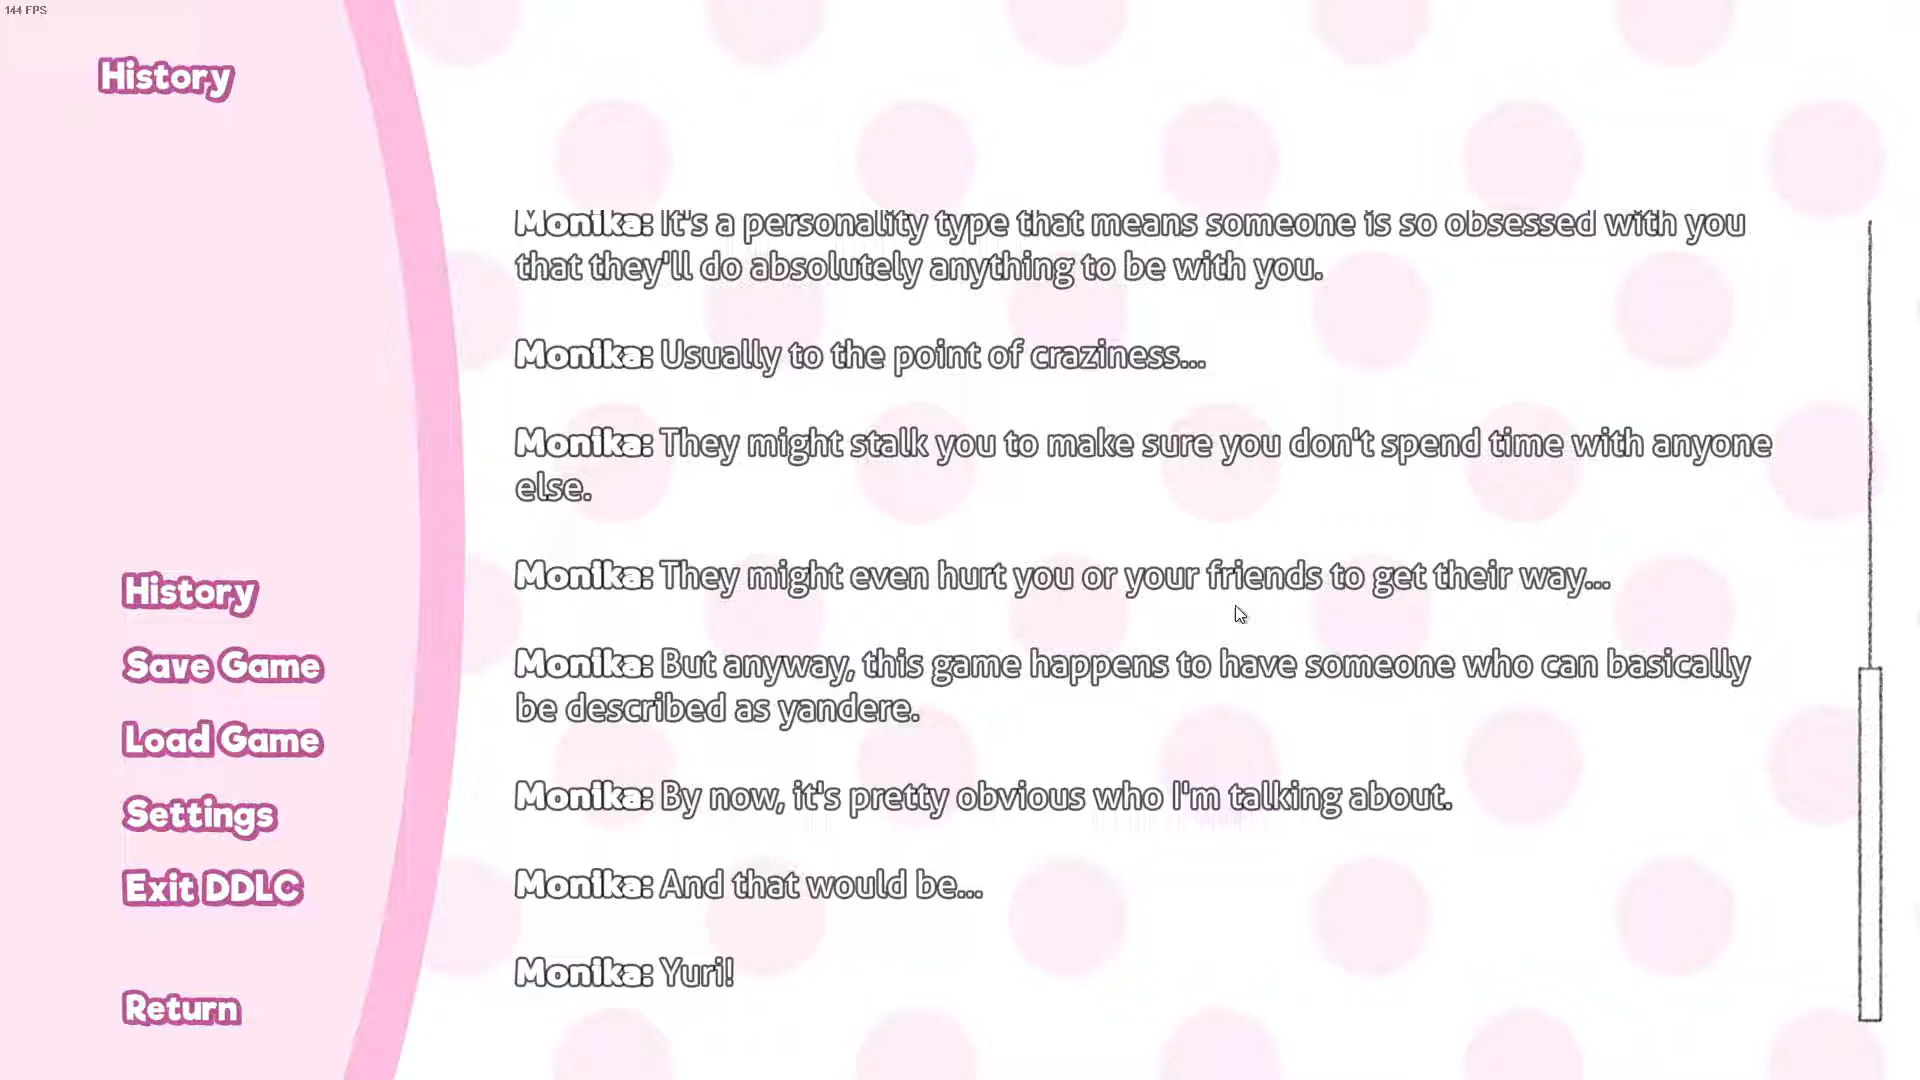 144 FPS
History
Monika: It's a personality type that means someone is so obsessed with you
that they'll do absolutely anything to be with you.
Monika: Usually to the point of craziness...
Monika: They might stalk you to make sure you don't spend time with anyone
else.
Monika: They might even hurt you or your friends to get their way...
Monika: But anyway, this game happens to have someone who can basically
be described as yandere.
Monika: By now, it's pretty obvious who I'm talking about.
Monika: And that would be...
Monika: Yuri!
History
Save Game
Load Game
Settings
Exit DDLC
Return